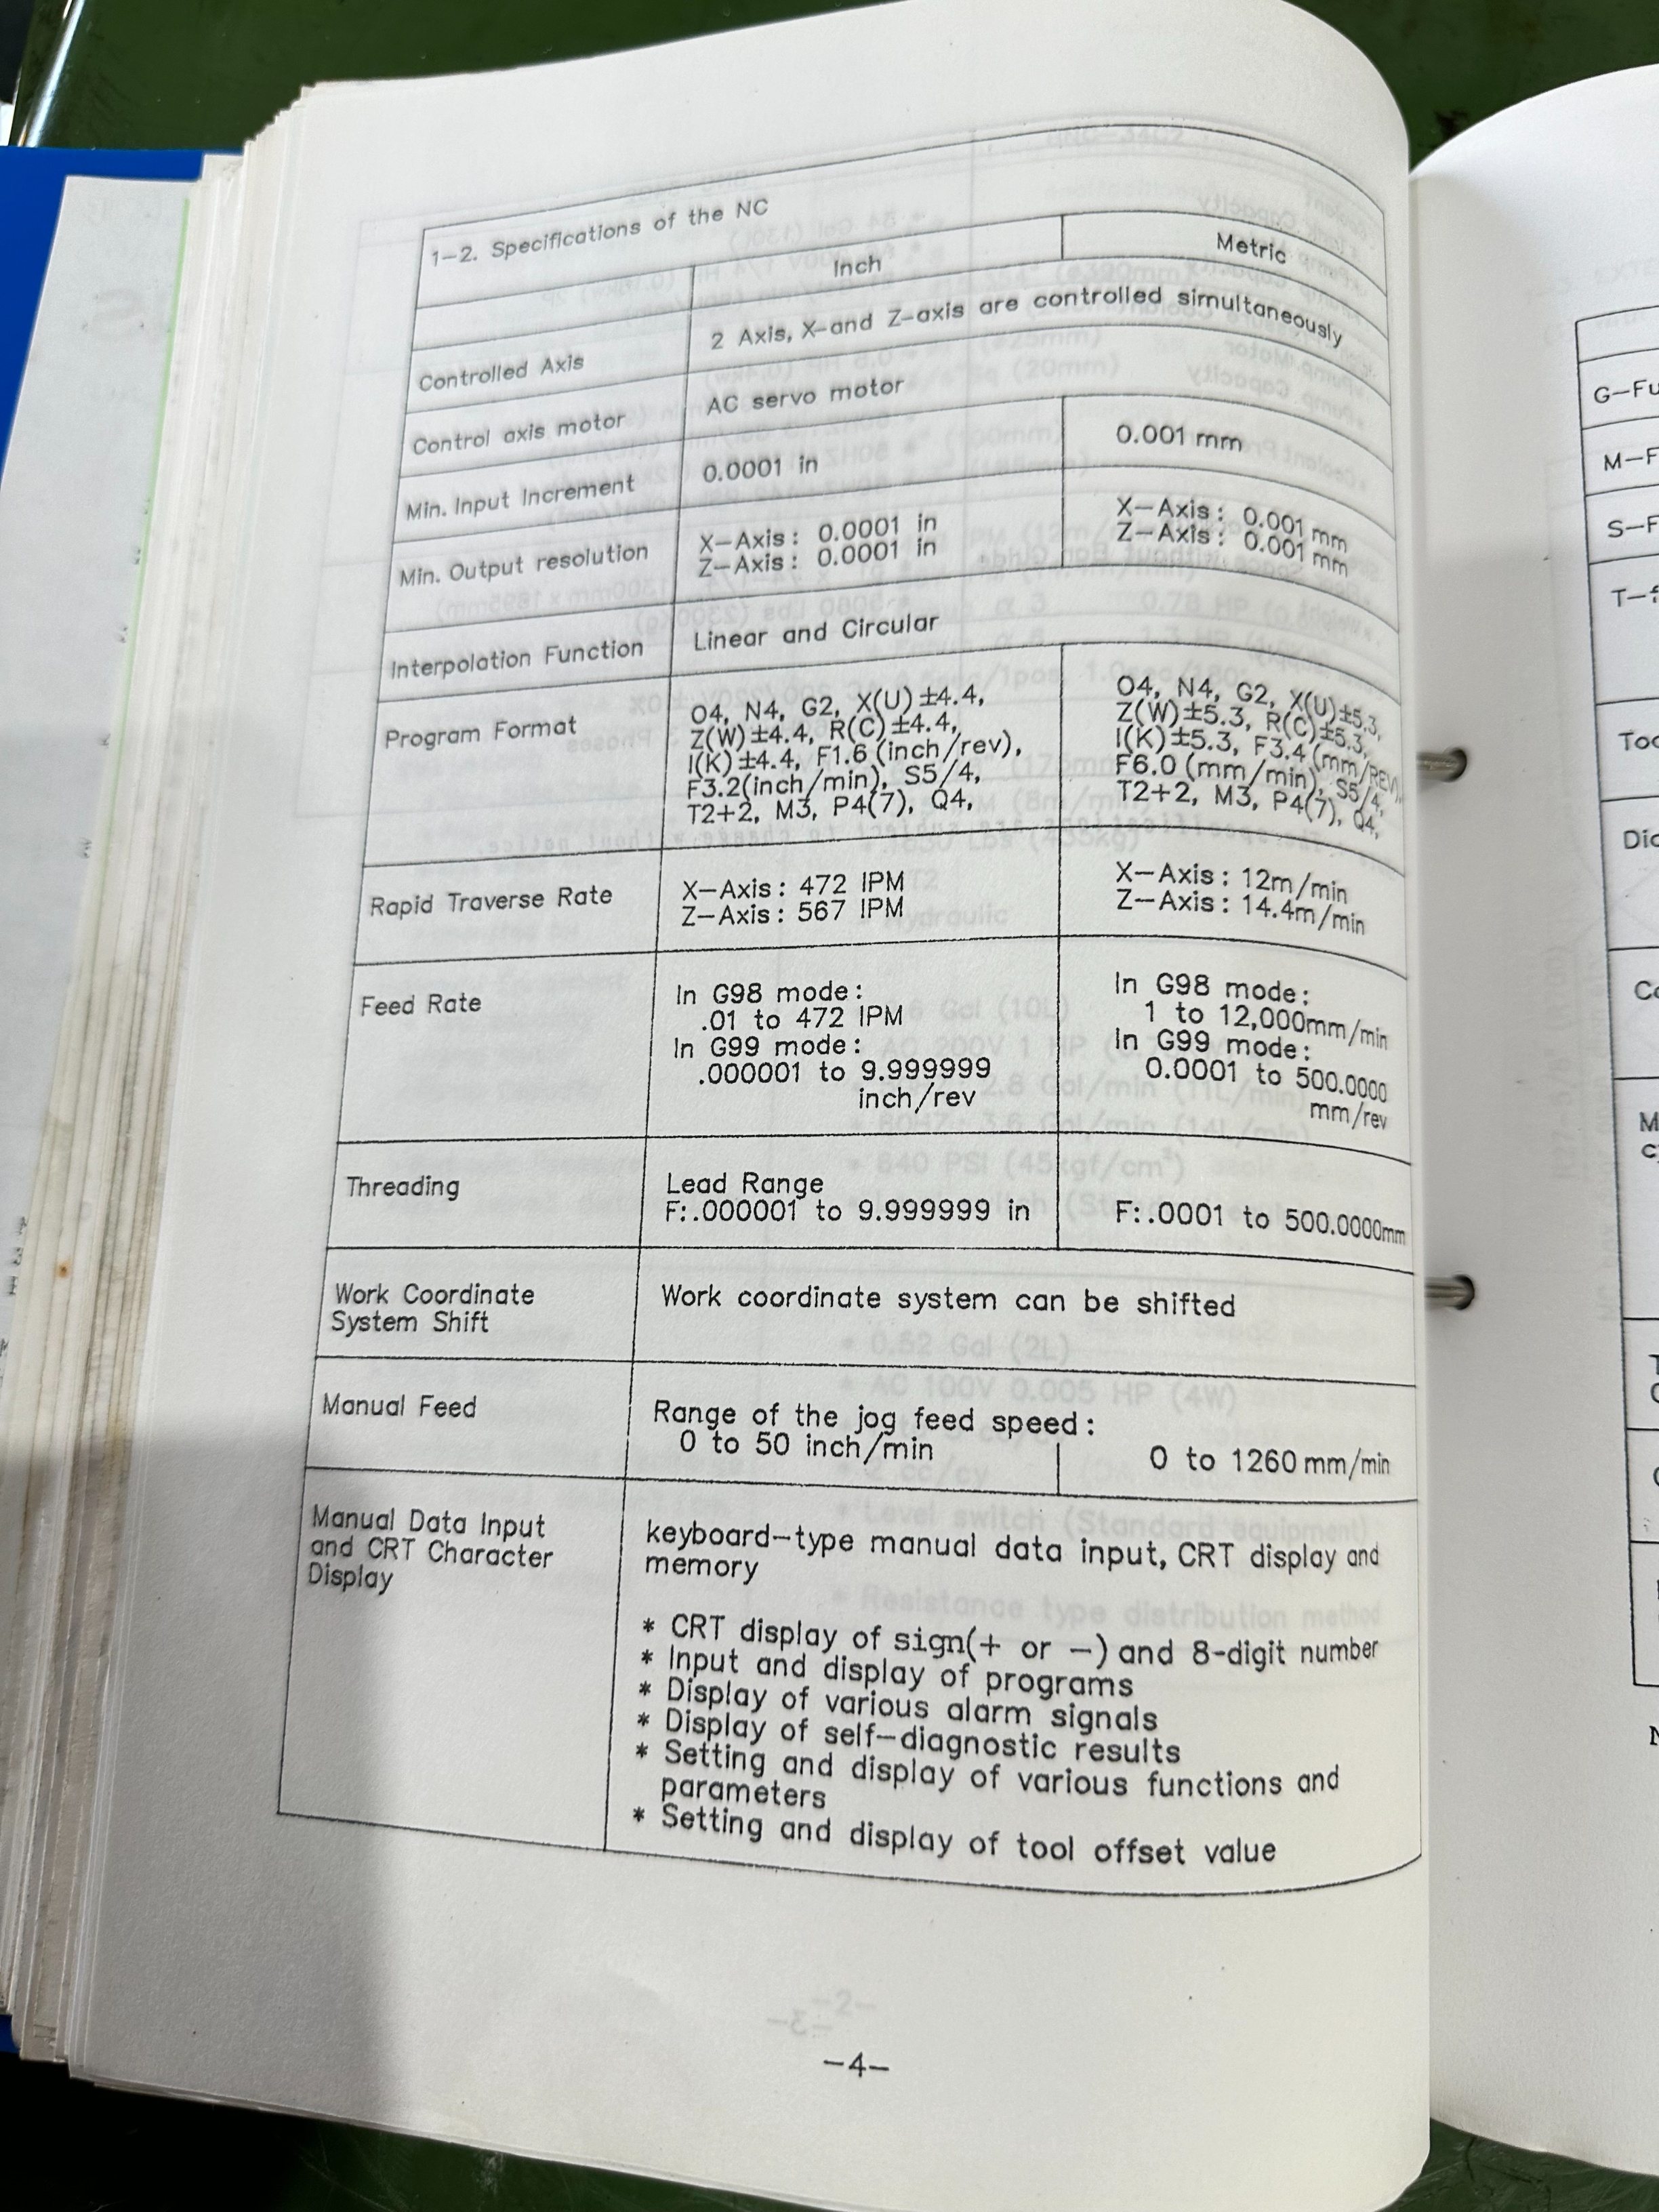 1-2. Specifications of the NC
Inch
Metric
Controlled Axis
2 Axis, X-and Z-axis are controlled simultaneously
Control axis motor
AC servo motor
Min. Input Increment
0.0001 in
0.001 mm
Min. Output resolution
X-Axis: 0.0001 in
Z-Axis: 0.0001 in
X-Axis: 0.001 mm
Z-Axis: 0.001 mm
Interpolation Function
Linear and Circular
Program Format
O4, N4, G2, X(U)±4.4,
Z(W)±4.4, R(C)±4.4,
I(K)±4.4, F1.6(inch/rev),
F3.2(inch/min), S5/4,
T2+2, M3, P4(7), Q4,
O4, N4, G2, X(U)±5.3,
Z(W)±5.3, R(C)±5.3,
I(K)±5.3, F3.4(mm/REV),
F6.0(mm/min), S5/4,
T2+2, M3, P4(7), Q4,
Rapid Traverse Rate
X-Axis: 472 IPM
Z-Axis: 567 IPM
X-Axis: 12m/min
Z-Axis: 14.4m/min
Feed Rate
In G98 mode:
.01 to 472 IPM
In G99 mode:
.000001 to 9.999999
inch/rev
In G98 mode:
1 to 12,000mm/min
In G99 mode:
0.0001 to 500.0000
mm/rev
Threading
Lead Range
F:.000001 to 9.999999 in
F:.0001 to 500.0000mm
Work Coordinate
System Shift
Work coordinate system can be shifted
Manual Feed
Range of the jog feed speed:
0 to 50 inch/min
0 to 1260mm/min
Manual Data Input
and CRT Character
Display
keyboard-type manual data input, CRT display and
memory
* CRT display of sign(+ or -) and 8-digit number
* Input and display of programs
* Display of various alarm signals
* Display of self-diagnostic results
* Setting and display of various functions and
parameters
* Setting and display of tool offset value
-4-
G-Fu
M-F
S-F
T-f
Too